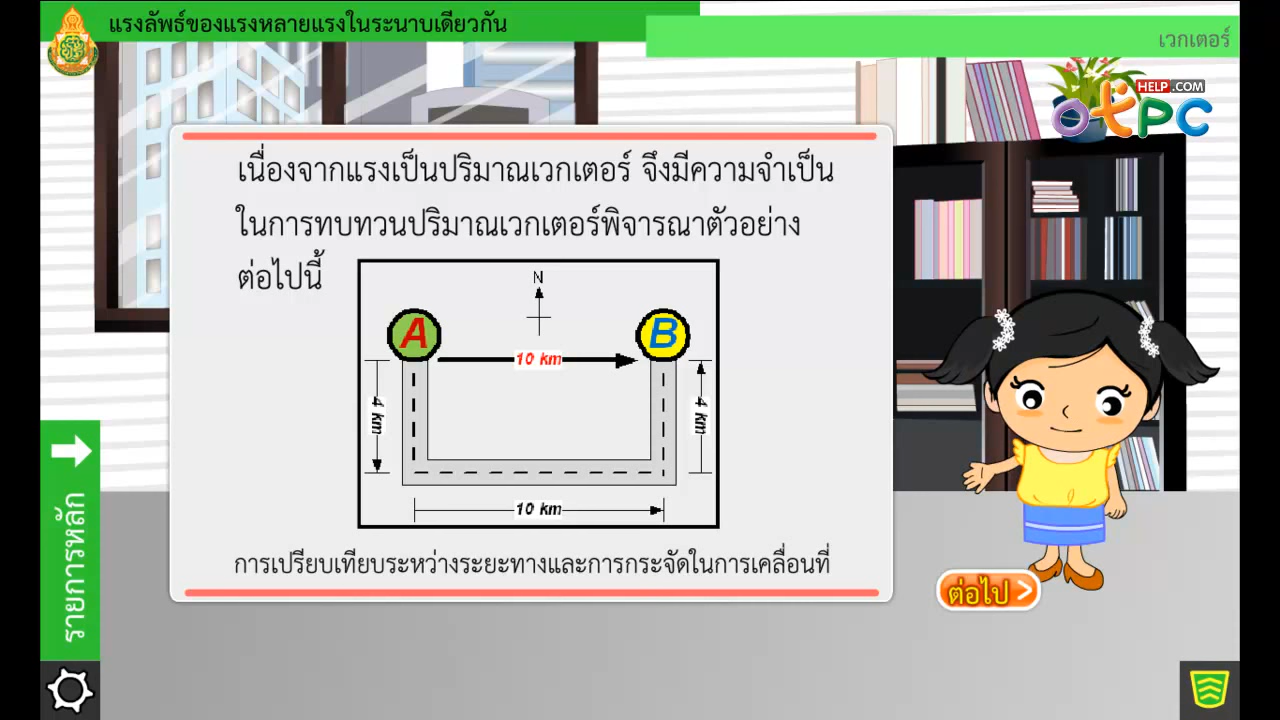 แรงลัพธ์ของแรงหลายแรงในระนาบเดียวกัน
เวกเตอร์
HELP.COM
otPC
เนื่องจากแรงเป็นปริมาณเวกเตอร์ จึงมีความจำเป็น
ในการทบทวนปริมาณเวกเตอร์พิจารณาตัวอย่าง
ต่อไปนี้
N
A
B
10 km
4 km
4 km
10 km
การเปรียบเทียบระหว่างระยะทางและการกระจัดในการเคลื่อนที่
รายการหลัก
ต่อไป